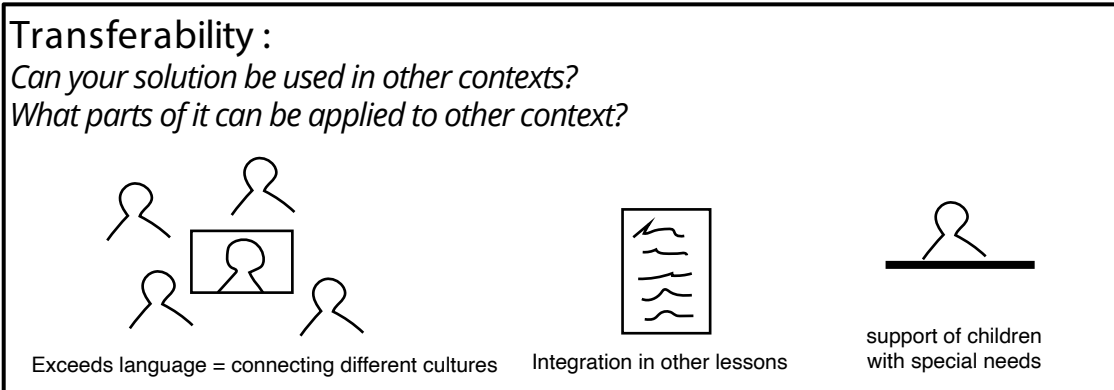 Transferability :
Can your solution be used in other contexts?
What parts of it can be applied to other context?
Exceeds language = connecting different cultures
Integration in other lessons
support of children
with special needs